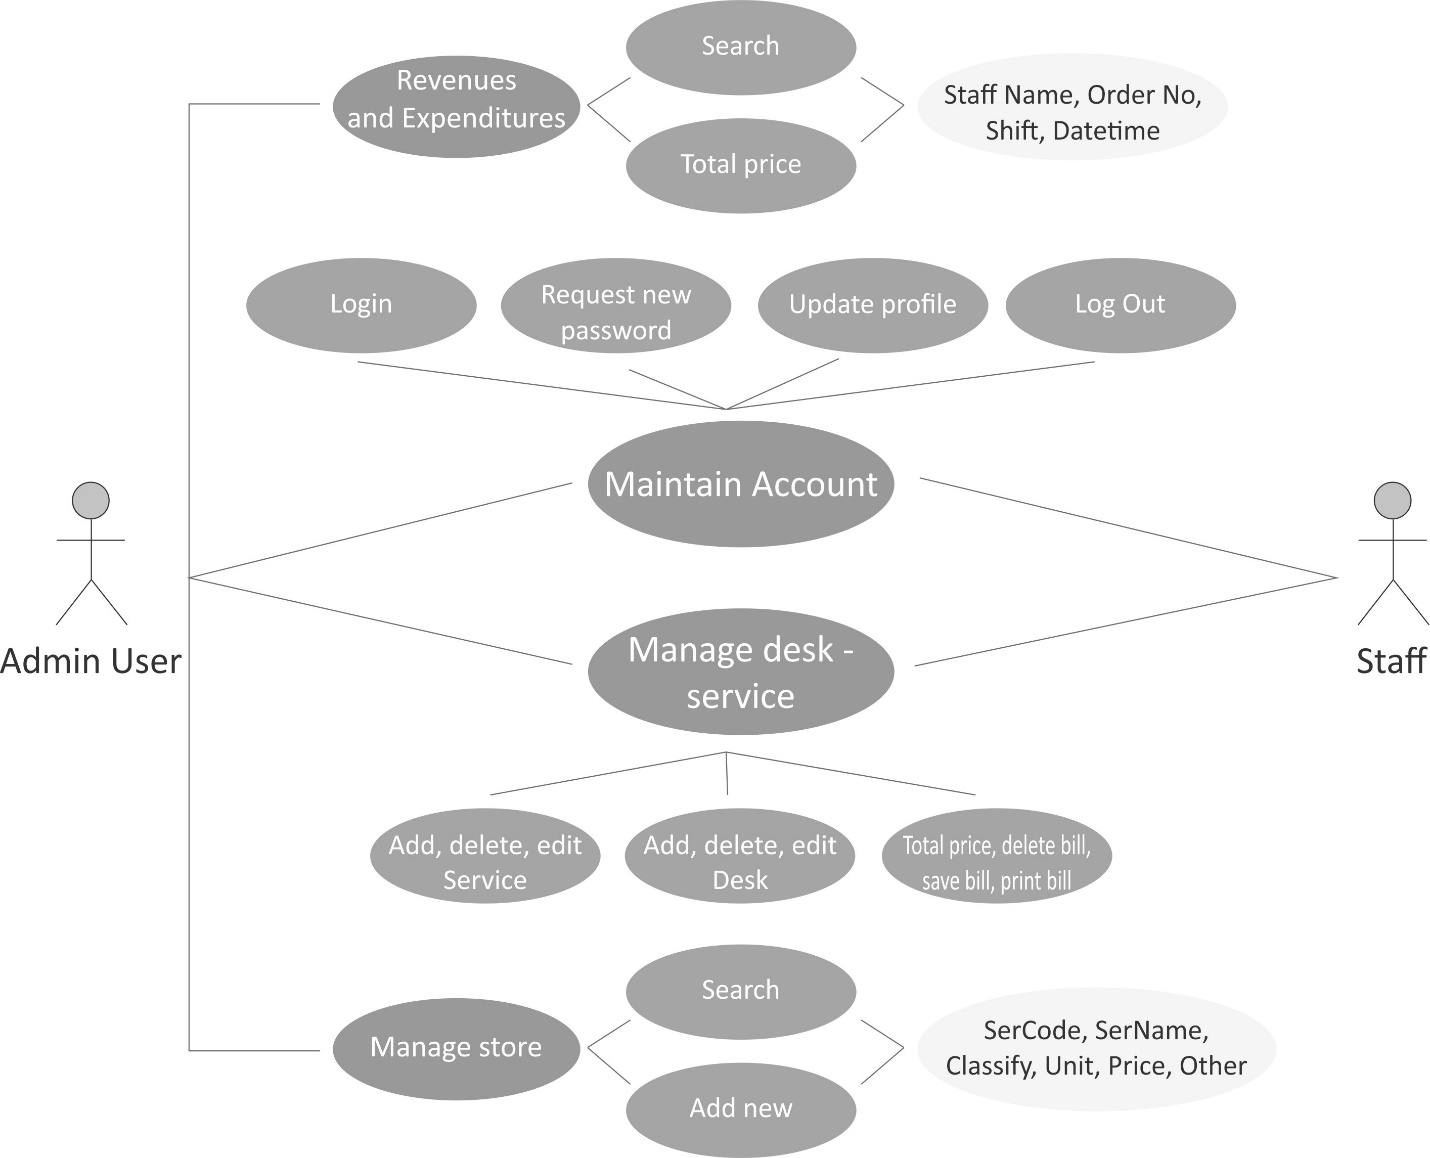 Search
Revenues
and Expenditures
Staff Name, Order No,
Shift, Datetime
Total price
Login
Request new
password
Update profile
Log Out
Maintain Account
Admin User
Staff
Manage desk -
service
Add, delete, edit
Service
Add, delete, edit
Desk
Total price, delete bill,
save bill, print bill
Search
Manage store
SerCode, SerName,
Classify, Unit, Price, Other
Add new